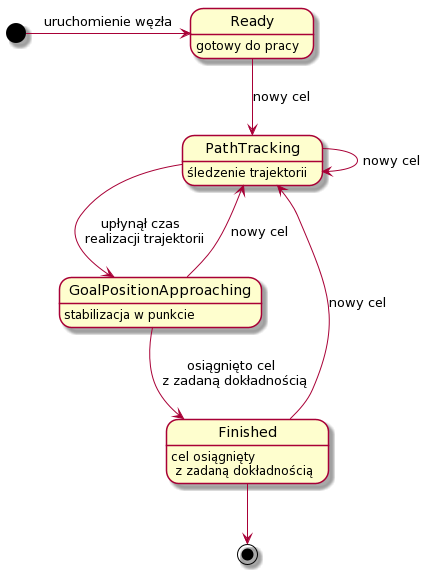 uruchomienie węzła
Ready
gotowy do pracy
nowy cel
PathTracking
śledzenie trajektorii
nowy cel
upłynął czas
realizacji trajektorii
nowy cel
GoalPositionApproaching
stabilizacja w punkcie
nowy cel
osiągnięto cel
z zadaną dokładnością
Finished
cel osiągnięty
z zadaną dokładnością